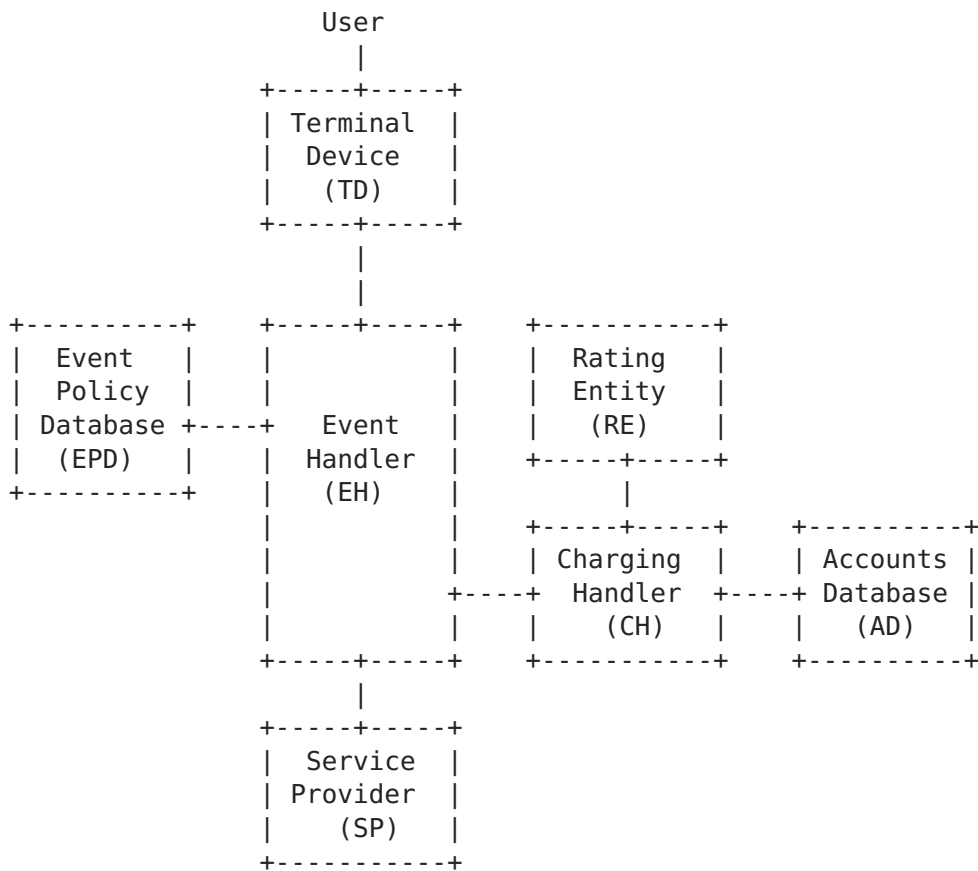 User
Terminal
Device
(TD)
Event
Policy
Database
(EPD)
Event
Handler
(EH)
Rating
Entity
(RE)
Charging
Handler
(CH)
Accounts
Database
(AD)
Service
Provider
(SP)